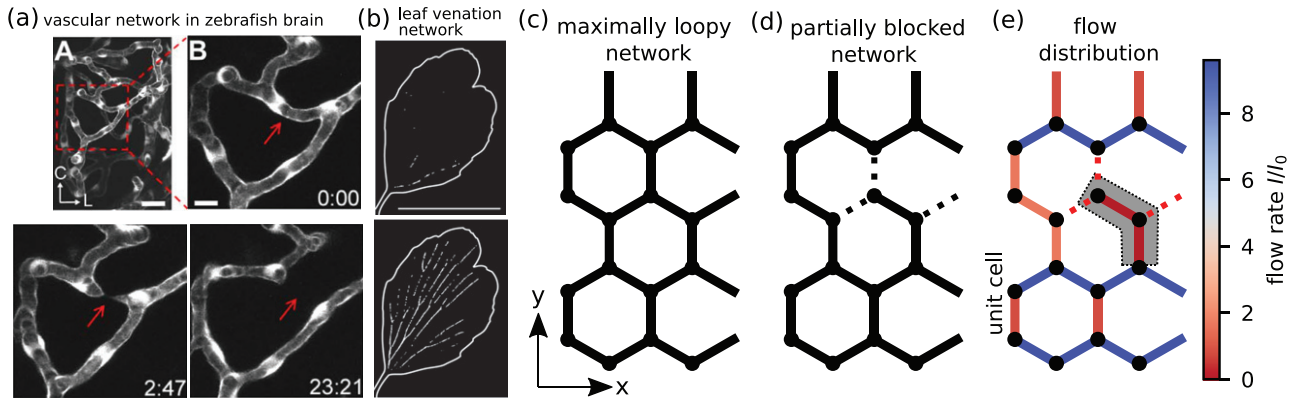 (a) vascular network in zebrafish brain
A
B
C
L
0:00
2:47
23:21
(b) leaf venation
network
(c)
maximally loopy
network
y
x
(d)
partially blocked
network
(e)
flow
distribution
unit cell
8
6
4
2
0
flow rate I/I₀